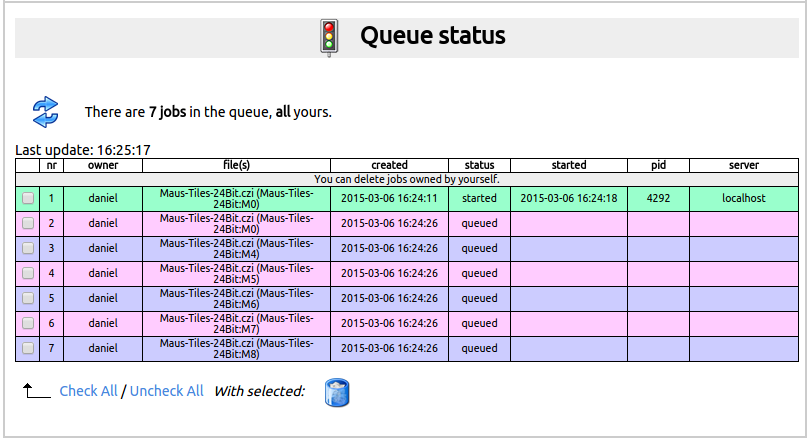 Queue status
There are 7 jobs in the queue, all yours.
Last update: 16:25:17
nr owner file(s) created status started pid server
You can delete jobs owned by yourself.
1 daniel Maus-Tiles-24Bit.czi (Maus-Tiles-24Bit:M0) 2015-03-06 16:24:11 started 2015-03-06 16:24:18 4292 localhost
2 daniel Maus-Tiles-24Bit.czi (Maus-Tiles-24Bit:M0) 2015-03-06 16:24:26 queued
3 daniel Maus-Tiles-24Bit.czi (Maus-Tiles-24Bit:M4) 2015-03-06 16:24:26 queued
4 daniel Maus-Tiles-24Bit.czi (Maus-Tiles-24Bit:M5) 2015-03-06 16:24:26 queued
5 daniel Maus-Tiles-24Bit.czi (Maus-Tiles-24Bit:M6) 2015-03-06 16:24:26 queued
6 daniel Maus-Tiles-24Bit.czi (Maus-Tiles-24Bit:M7) 2015-03-06 16:24:26 queued
7 daniel Maus-Tiles-24Bit.czi (Maus-Tiles-24Bit:M8) 2015-03-06 16:24:26 queued
Check All / Uncheck All With selected: